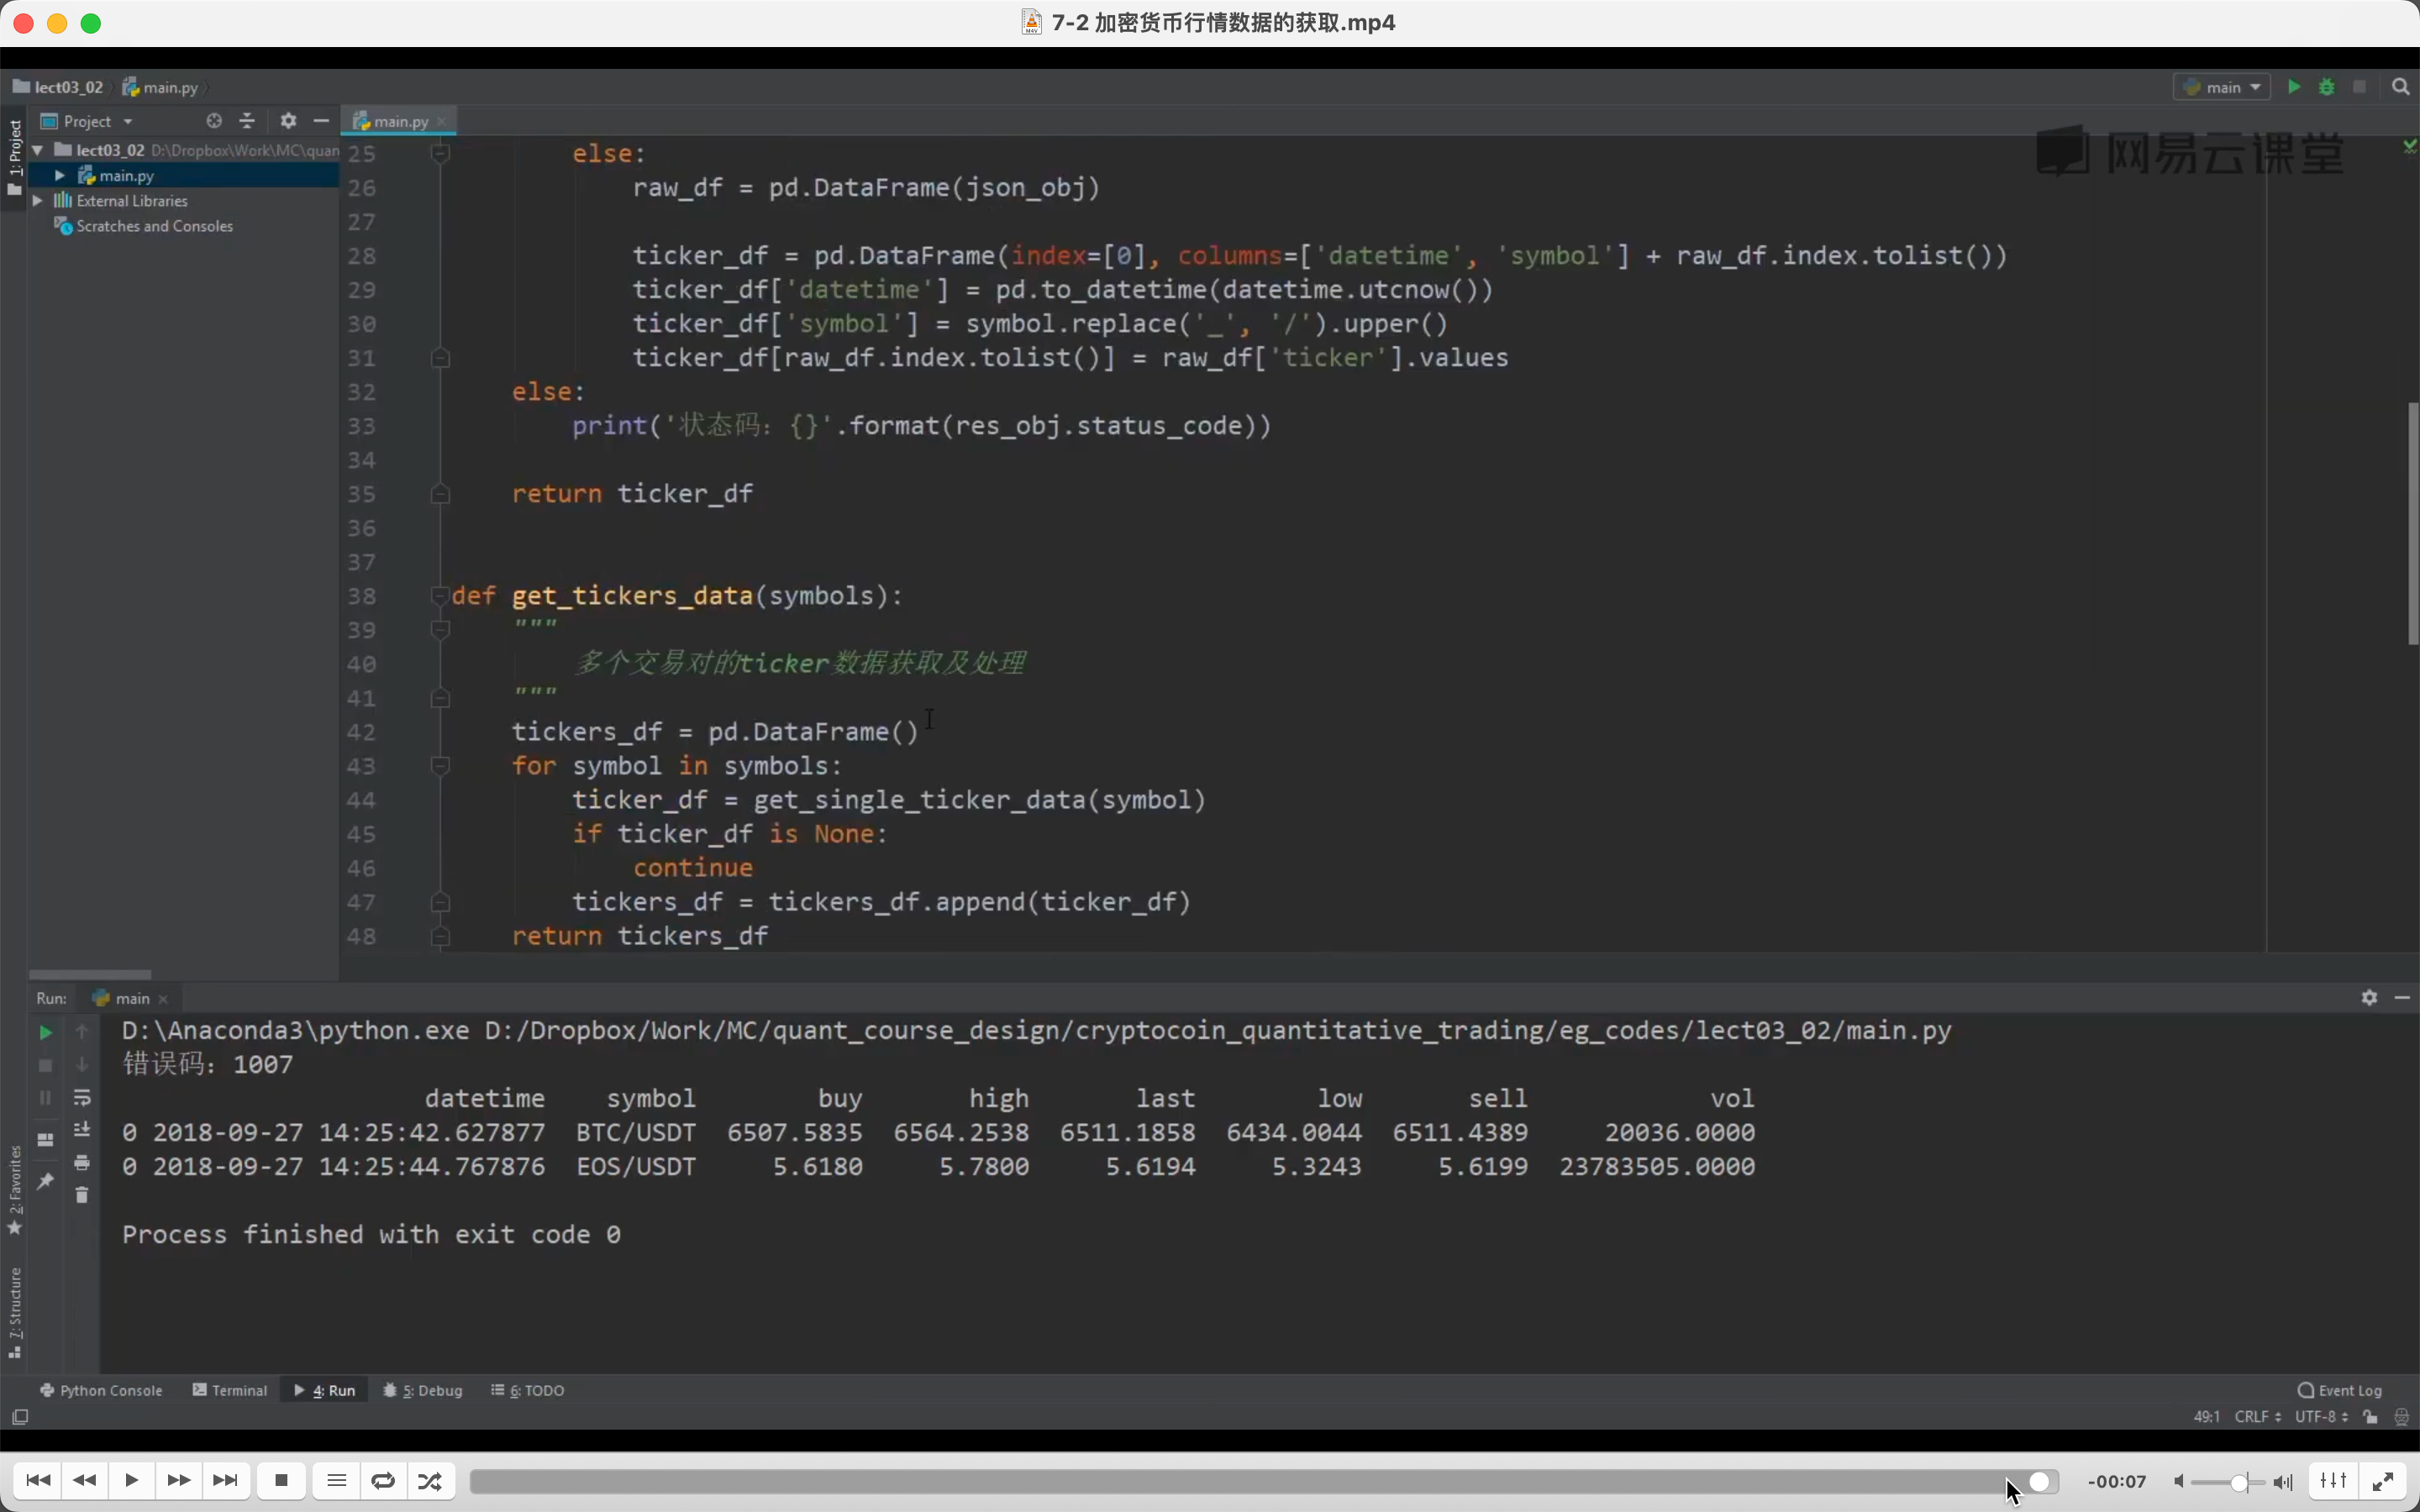 7-2 加密货币行情数据的获取.mp4
lect03_02
main.py
main
1: Project
Project
main.py
lect03_02 D:\Dropbox\Work\MC\quan
main.py
External Libraries
Scratches and Consoles
网易云课堂
25 else:
26 raw_df = pd.DataFrame(json_obj)
27
28 ticker_df = pd.DataFrame(index=[0], columns=['datetime', 'symbol'] + raw_df.index.tolist())
29 ticker_df['datetime'] = pd.to_datetime(datetime.utcnow())
30 ticker_df['symbol'] = symbol.replace('_', '/').upper()
31 ticker_df[raw_df.index.tolist()] = raw_df['ticker'].values
32 else:
33 print('状态码：{}'.format(res_obj.status_code))
34
35 return ticker_df
36
37
38 def get_tickers_data(symbols):
39 """
40 多个交易对的ticker数据获取及处理
41 """
42 tickers_df = pd.DataFrame()
43 for symbol in symbols:
44 ticker_df = get_single_ticker_data(symbol)
45 if ticker_df is None:
46 continue
47 tickers_df = tickers_df.append(ticker_df)
48 return tickers_df
Run: main
D:\Anaconda3\python.exe D:/Dropbox/Work/MC/quant_course_design/cryptocoin_quantitative_trading/eg_codes/lect03_02/main.py
错误码：1007
datetime symbol buy high last low sell vol
0 2018-09-27 14:25:42.627877 BTC/USDT 6507.5835 6564.2538 6511.1858 6434.0044 6511.4389 20036.0000
0 2018-09-27 14:25:44.767876 EOS/USDT 5.6180 5.7800 5.6194 5.3243 5.6199 23783505.0000
Process finished with exit code 0
2: Favorites
7: Structure
Python Console
Terminal
4: Run
5: Debug
6: TODO
Event Log
49:1 CRLF UTF-8
-00:07